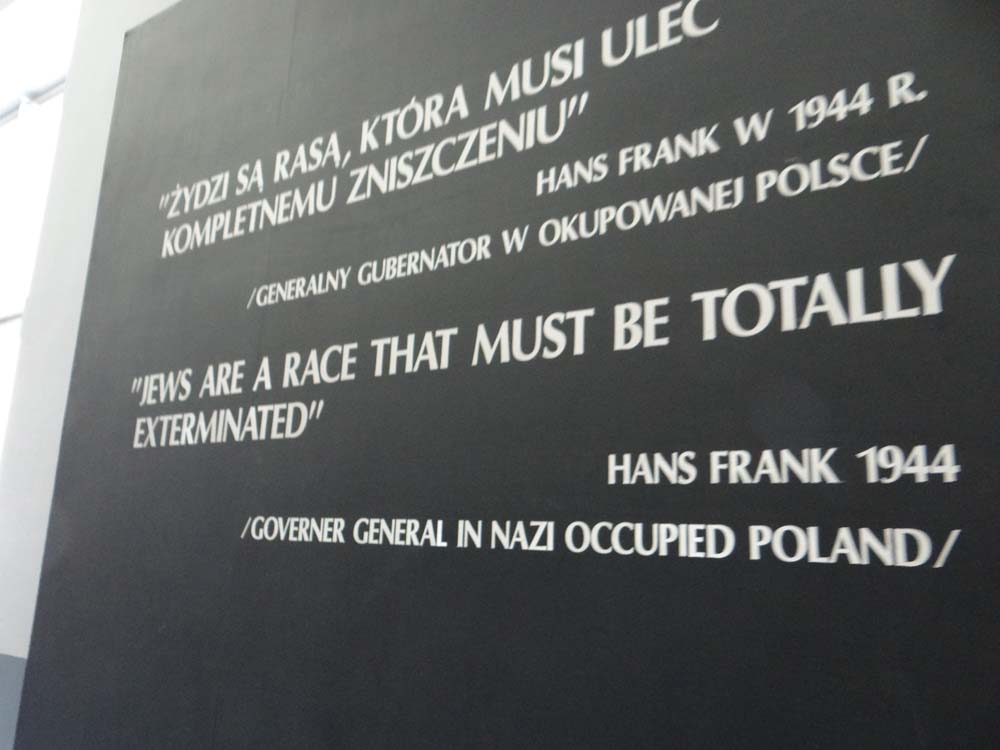 "ŻYDZI SĄ RASĄ, KTÓRA MUSI ULEC
KOMPLETNEMU ZNISZCZENIU"
HANS FRANK W 1944 R.
/GENERALNY GUBERNATOR W OKUPOWANEJ POLSCE/
"JEWS ARE A RACE THAT MUST BE TOTALLY
EXTERMINATED"
HANS FRANK 1944
/GOVERNER GENERAL IN NAZI OCCUPIED POLAND/